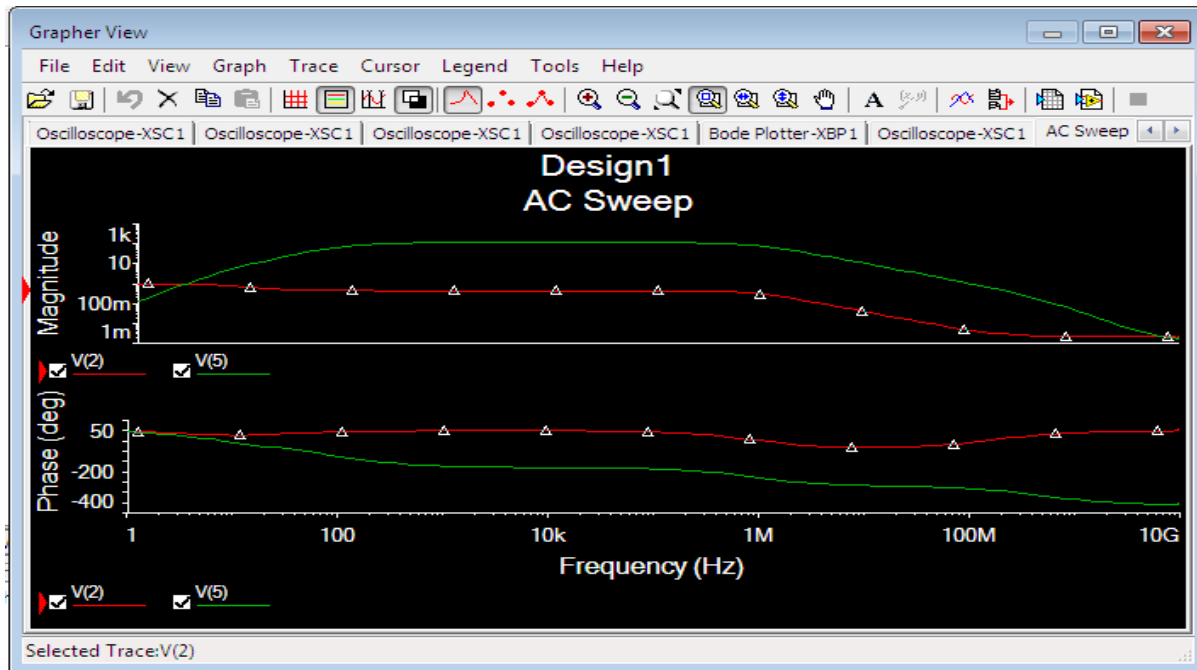 Grapher View
File Edit View Graph Trace Cursor Legend Tools Help
A
Oscilloscope-XSC1 Oscilloscope-XSC1 Oscilloscope-XSC1 Oscilloscope-XSC1 Bode Plotter-XBP1 Oscilloscope-XSC1 AC Sweep
Design1
AC Sweep
Magnitude
1k
10
100m
1m
V(2) V(5)
Phase (deg)
50
-200
-400
1 100 10k 1M 100M 10G
Frequency (Hz)
V(2) V(5)
Selected Trace:V(2)